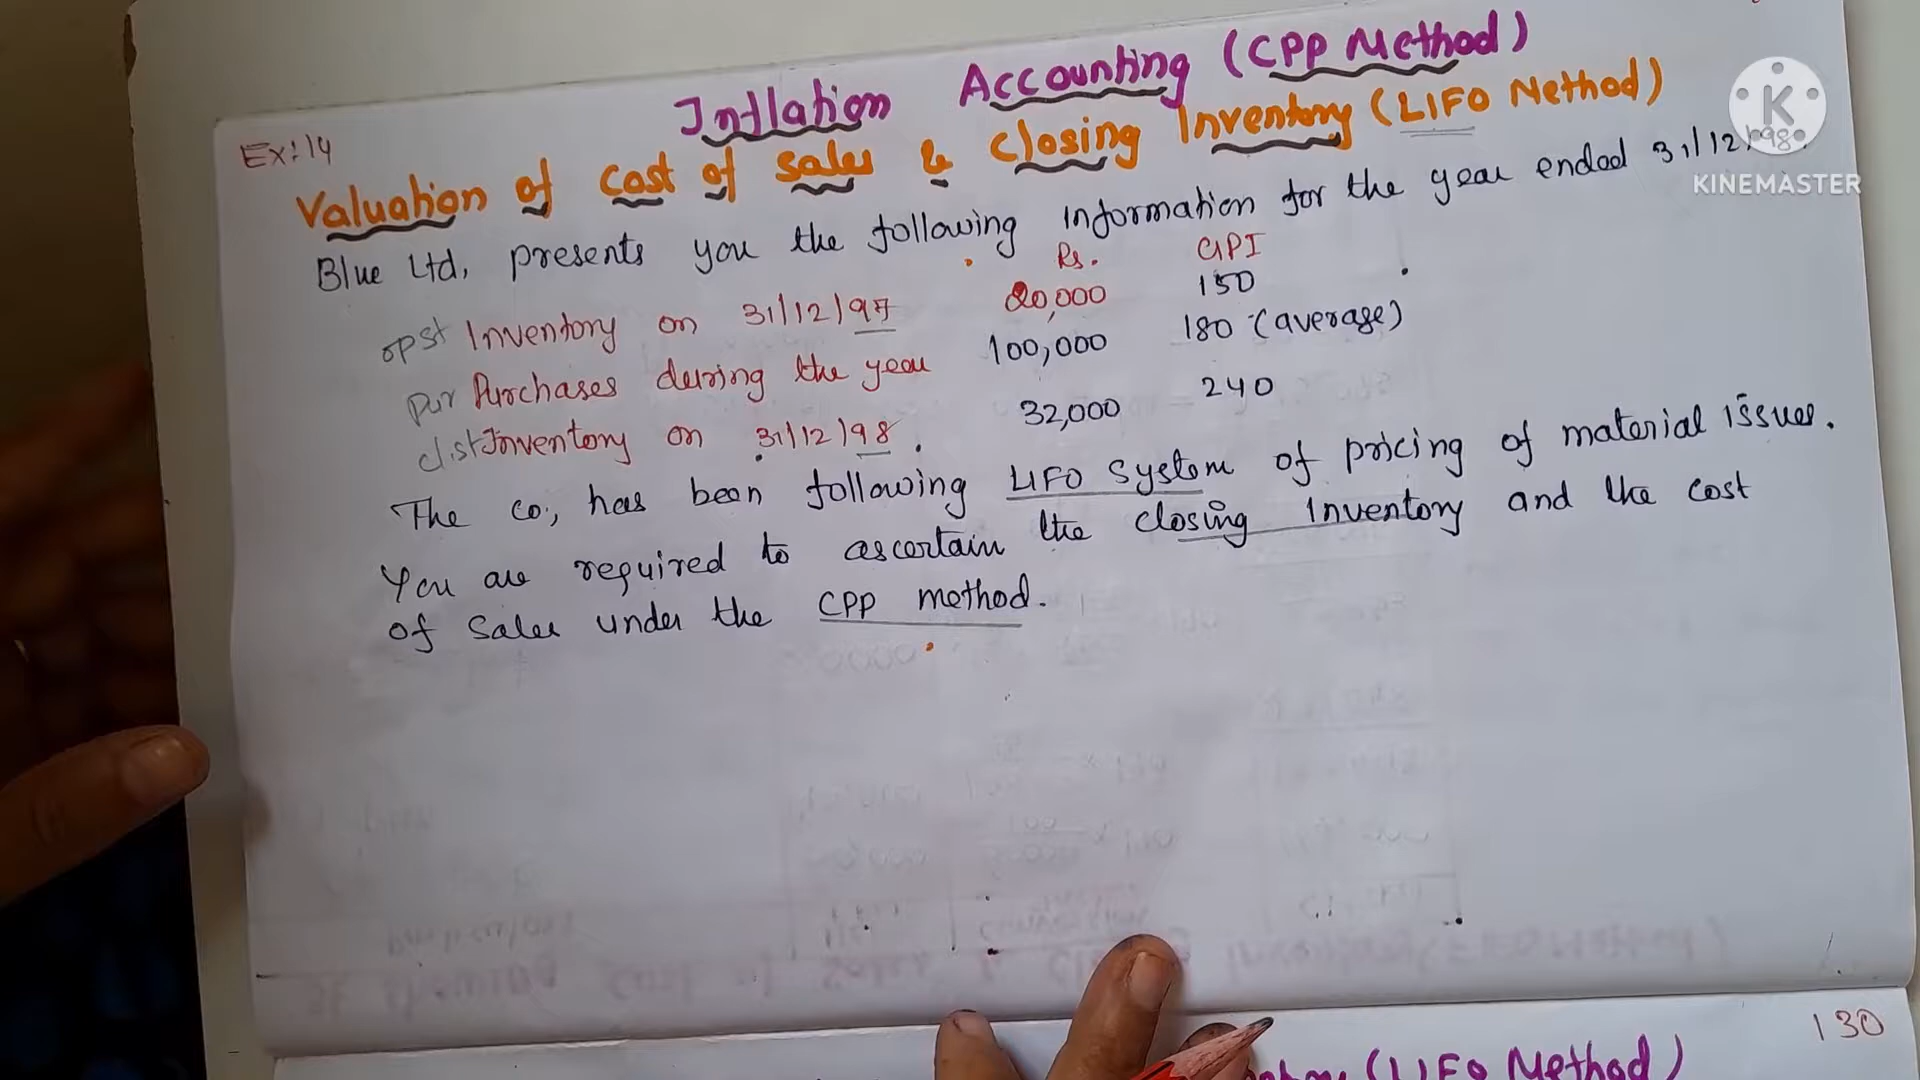 Inflation Accounting (CPP Method)
Ex:14
Valuation of Cost of Sales & Closing Inventory (LIFO Method)
Blue Ltd, presents you the following information for the year ended 31/12/98.
Rs. GPI
opst Inventory on 31/12/97 20,000 150
pur Purchases during the year 100,000 180 (average)
clst Inventory on 31/12/98. 32,000 240
The co., has been following LIFO system of pricing of material issues.
You are required to ascertain the closing inventory and the cost
of sales under the CPP method.
130
(LIFO Method)
K
KINEMASTER